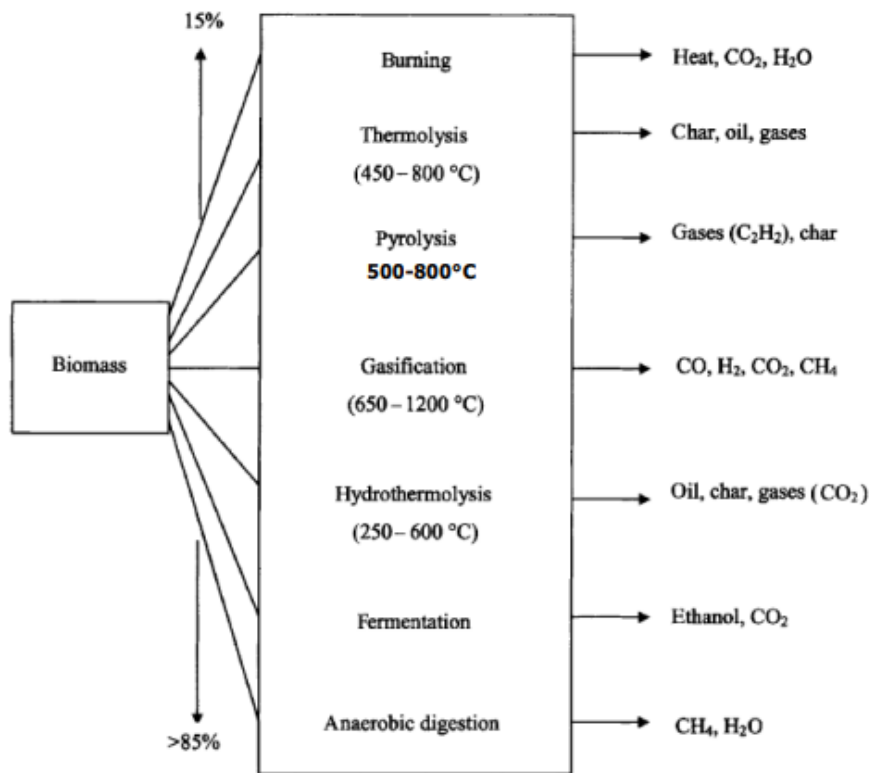 15%
Burning
Heat, CO₂, H₂O
Thermolysis
(450–800 °C)
Char, oil, gases
Pyrolysis
500-800°C
Gases (C₂H₂), char
Biomass
Gasification
(650–1200 °C)
CO, H₂, CO₂, CH₄
Hydrothermolysis
(250–600 °C)
Oil, char, gases (CO₂)
Fermentation
Ethanol, CO₂
Anaerobic digestion
CH₄, H₂O
>85%